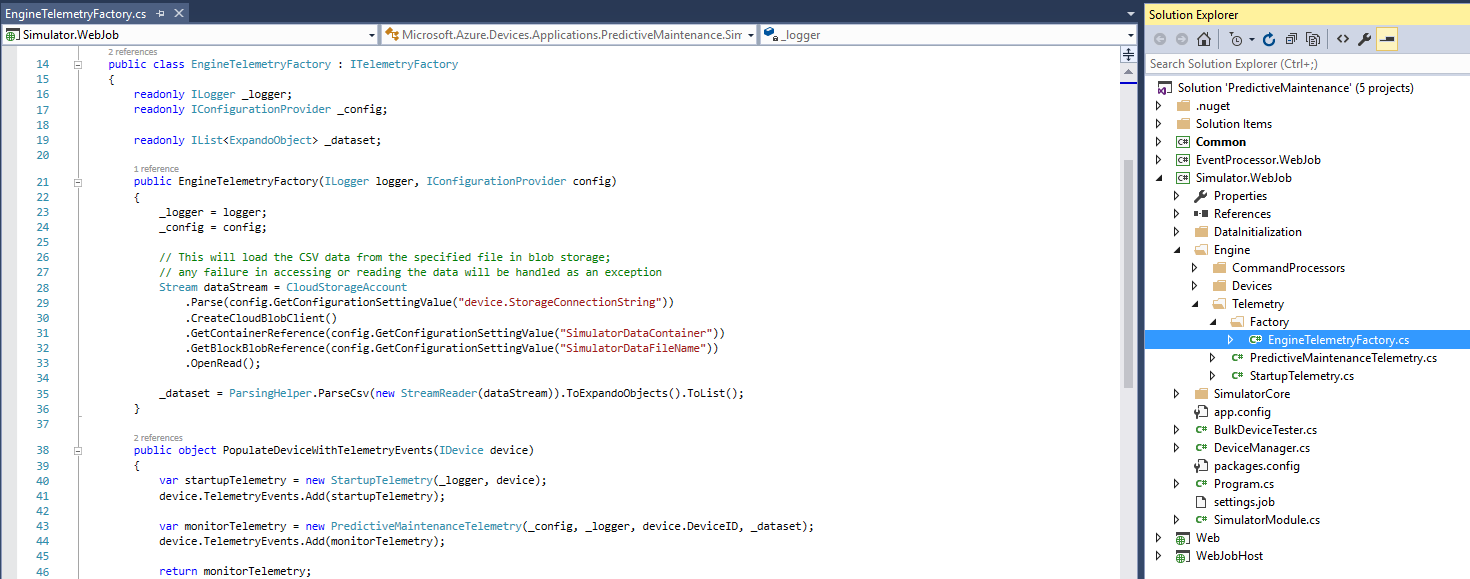 EngineTelemetryFactory.cs
Simulator.WebJob
Microsoft.Azure.Devices.Applications.PredictiveMaintenance.Sim
_logger
2 references
14 public class EngineTelemetryFactory : ITelemetryFactory
15 {
16 readonly ILogger _logger;
17 readonly IConfigurationProvider _config;
18
19 readonly IList<ExpandoObject> _dataset;
20
1 reference
21 public EngineTelemetryFactory(ILogger logger, IConfigurationProvider config)
22 {
23 _logger = logger;
24 _config = config;
25
26 // This will load the CSV data from the specified file in blob storage;
27 // any failure in accessing or reading the data will be handled as an exception
28 Stream dataStream = CloudStorageAccount
29 .Parse(config.GetConfigurationSettingValue("device.StorageConnectionString"))
30 .CreateCloudBlobClient()
31 .GetContainerReference(config.GetConfigurationSettingValue("SimulatorDataContainer"))
32 .GetBlockBlobReference(config.GetConfigurationSettingValue("SimulatorDataFileName"))
33 .OpenRead();
34
35 _dataset = ParsingHelper.ParseCsv(new StreamReader(dataStream)).ToExpandoObjects().ToList();
36 }
37
2 references
38 public object PopulateDeviceWithTelemetryEvents(IDevice device)
39 {
40 var startupTelemetry = new StartupTelemetry(_logger, device);
41 device.TelemetryEvents.Add(startupTelemetry);
42
43 var monitorTelemetry = new PredictiveMaintenanceTelemetry(_config, _logger, device.DeviceID, _dataset);
44 device.TelemetryEvents.Add(monitorTelemetry);
45
46 return monitorTelemetry;
Solution Explorer
Search Solution Explorer (Ctrl+;)
Solution 'PredictiveMaintenance' (5 projects)
.nuget
Solution Items
C# Common
C# EventProcessor.WebJob
C# Simulator.WebJob
Properties
References
DataInitialization
Engine
CommandProcessors
Devices
Telemetry
Factory
C# EngineTelemetryFactory.cs
C# PredictiveMaintenanceTelemetry.cs
C# StartupTelemetry.cs
SimulatorCore
app.config
C# BulkDeviceTester.cs
C# DeviceManager.cs
packages.config
C# Program.cs
settings.job
C# SimulatorModule.cs
Web
WebJobHost